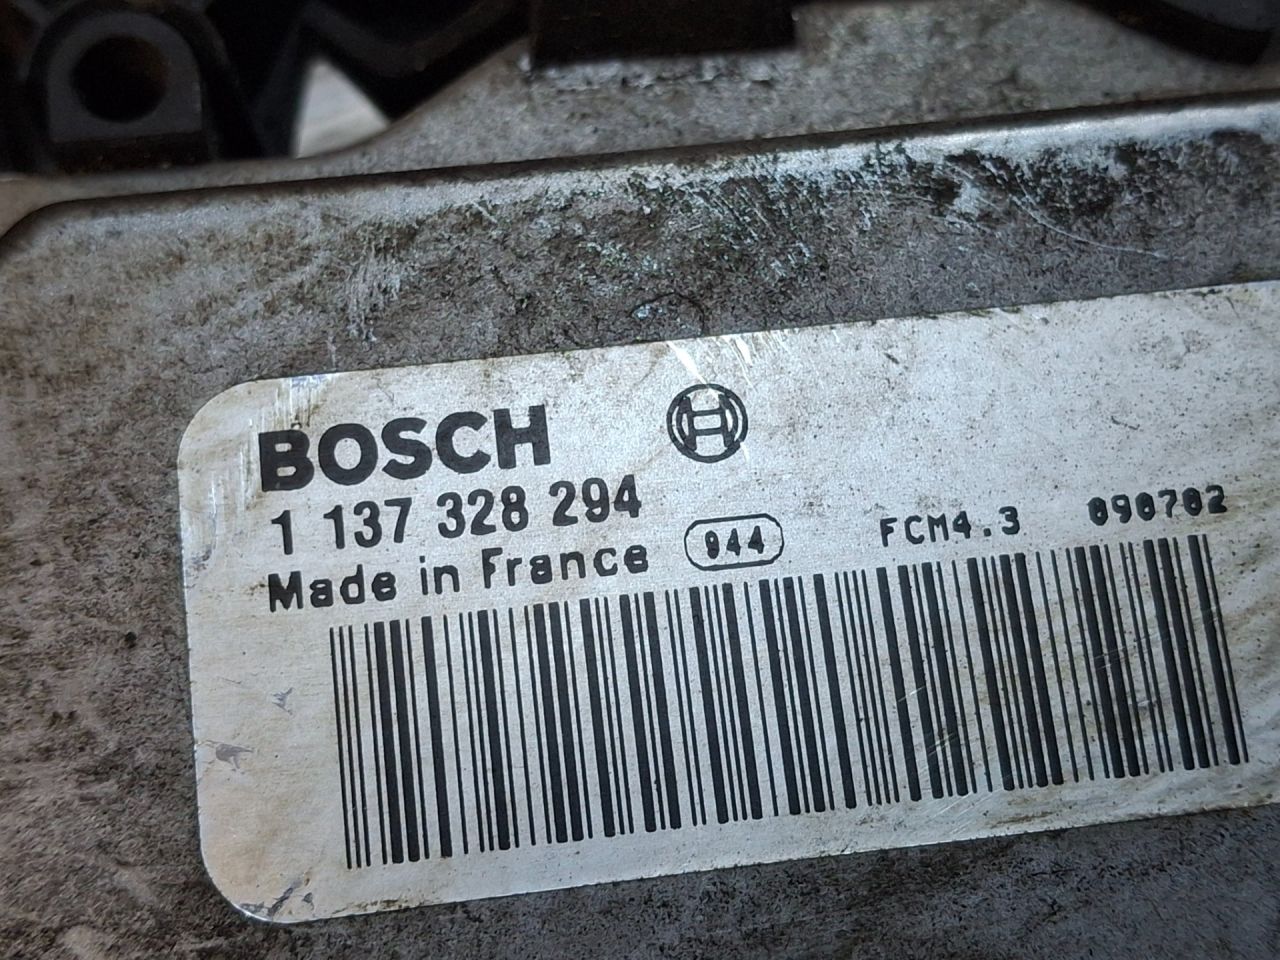 BOSCH
1 137 328 294
Made in France 944 FCM4.3 090702